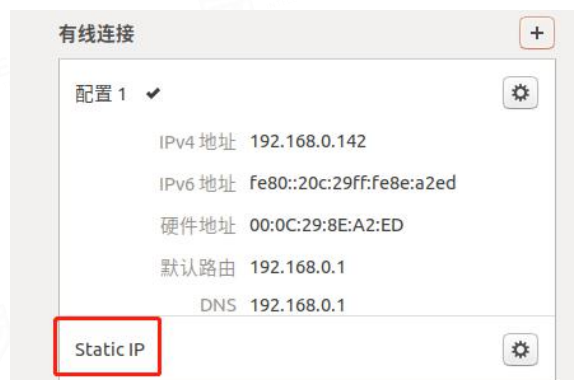 有线连接
+
配置 1 ✔
IPv4 地址 192.168.0.142
IPv6 地址 fe80::20c:29ff:fe8e:a2ed
硬件地址 00:0C:29:8E:A2:ED
默认路由 192.168.0.1
DNS 192.168.0.1
Static IP